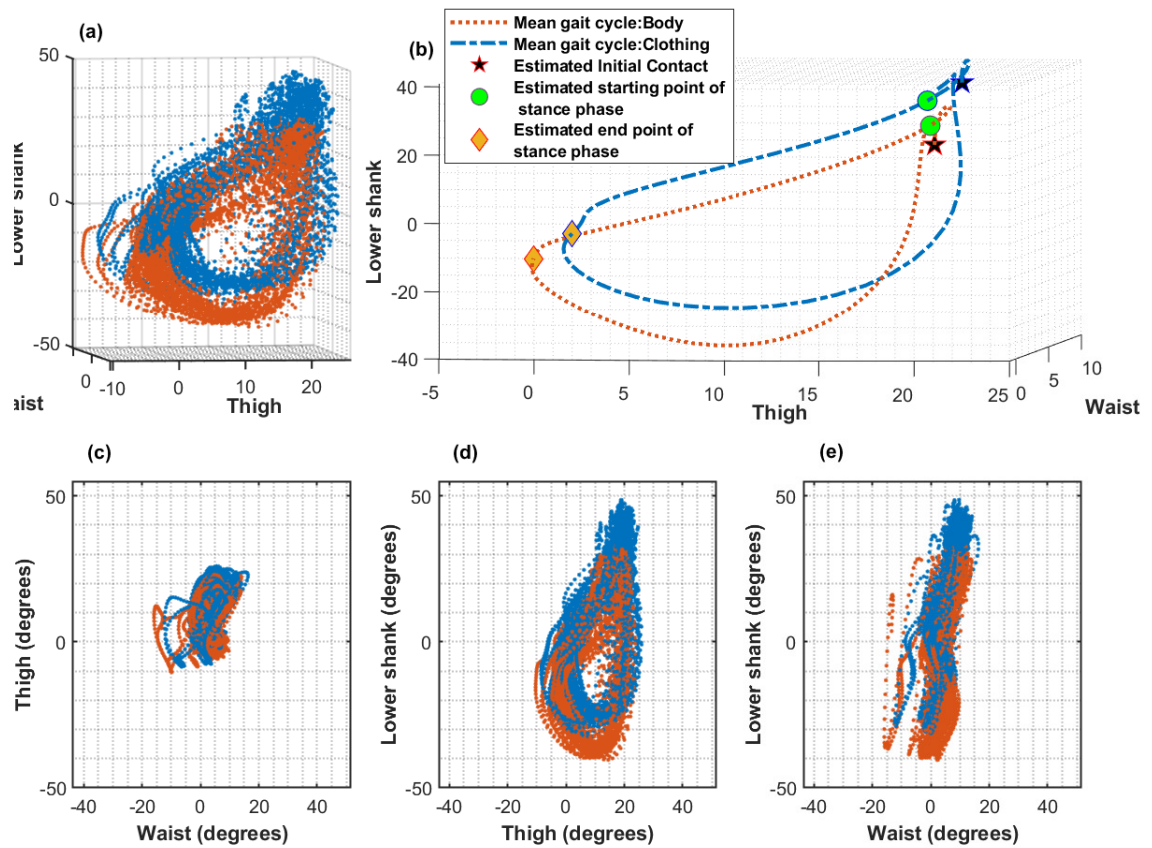 (a)
50
0
-50
Lower shank
0
-10
0
10
20
aist
Thigh
(b)
Mean gait cycle:Body
Mean gait cycle:Clothing
Estimated Initial Contact
Estimated starting point of
stance phase
Estimated end point of
stance phase
40
20
0
-20
-40
Lower shank
-5
0
5
10
15
20
25
0
5
10
Thigh
Waist
(c)
50
0
-50
Thigh (degrees)
-40
-20
0
20
40
Waist (degrees)
(d)
50
0
-50
Lower shank (degrees)
-40
-20
0
20
40
Thigh (degrees)
(e)
50
0
-50
Lower shank (degrees)
-40
-20
0
20
40
Waist (degrees)